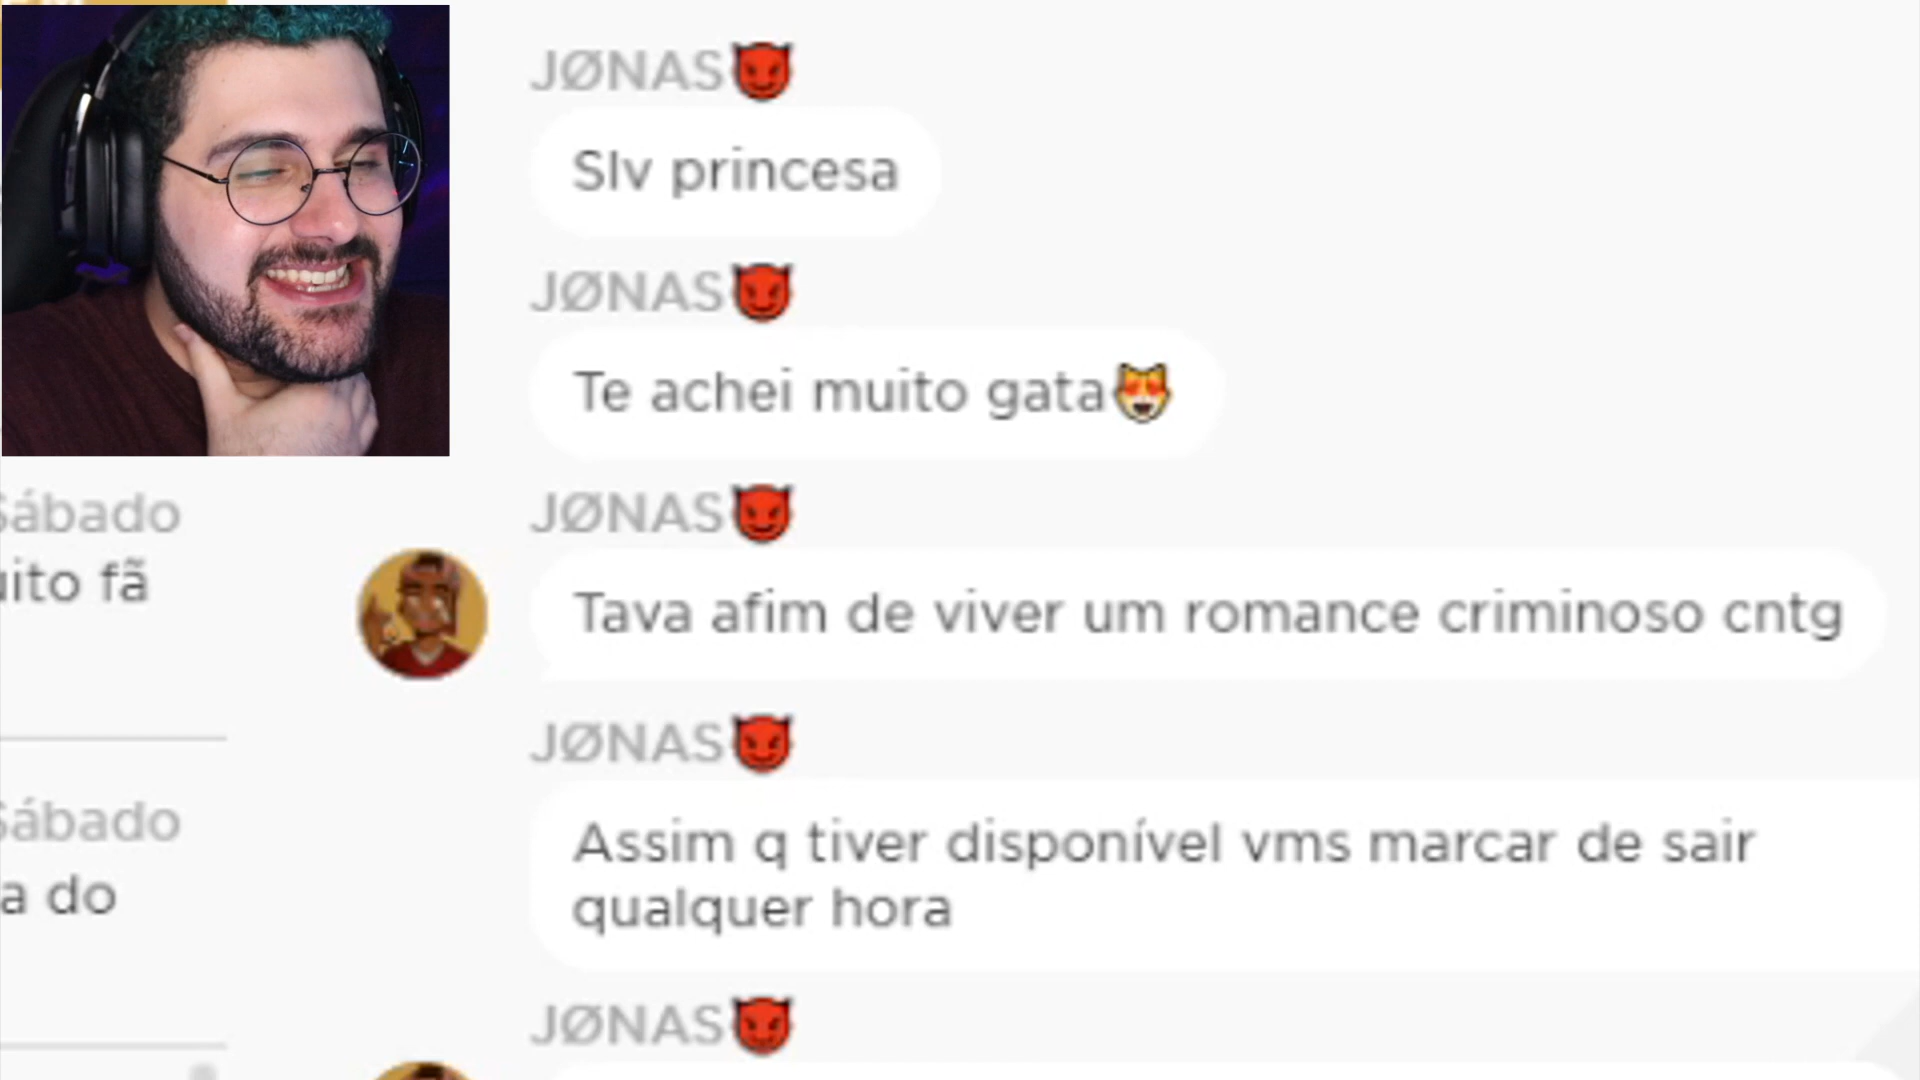 JØNAS😈
Slv princesa
JØNAS😈
Te achei muito gata😻
Sábado
JØNAS😈
fã
Tava afim de viver um romance criminoso cntg
JØNAS😈
Sábado
Assim q tiver disponível vms marcar de sair
a do
qualquer hora
JØNAS😈